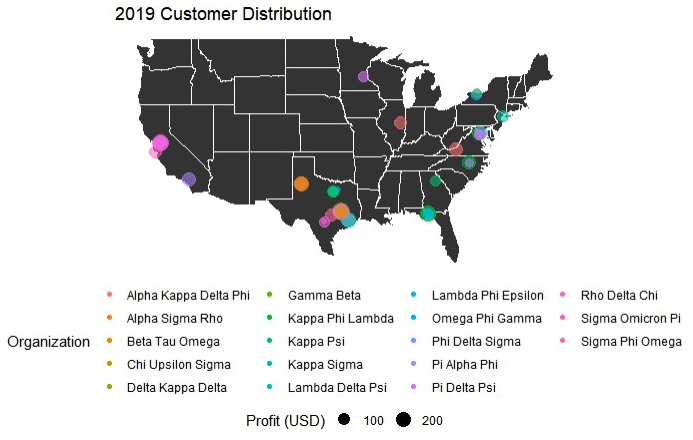 2019 Customer Distribution
Alpha Kappa Delta Phi Gamma Beta Lambda Phi Epsilon Rho Delta Chi
Alpha Sigma Rho Kappa Phi Lambda Omega Phi Gamma Sigma Omicron Pi
Organization Beta Tau Omega Kappa Psi Phi Delta Sigma Sigma Phi Omega
Chi Upsilon Sigma Kappa Sigma Pi Alpha Phi
Delta Kappa Delta Lambda Delta Psi Pi Delta Psi
Profit (USD) 100 200